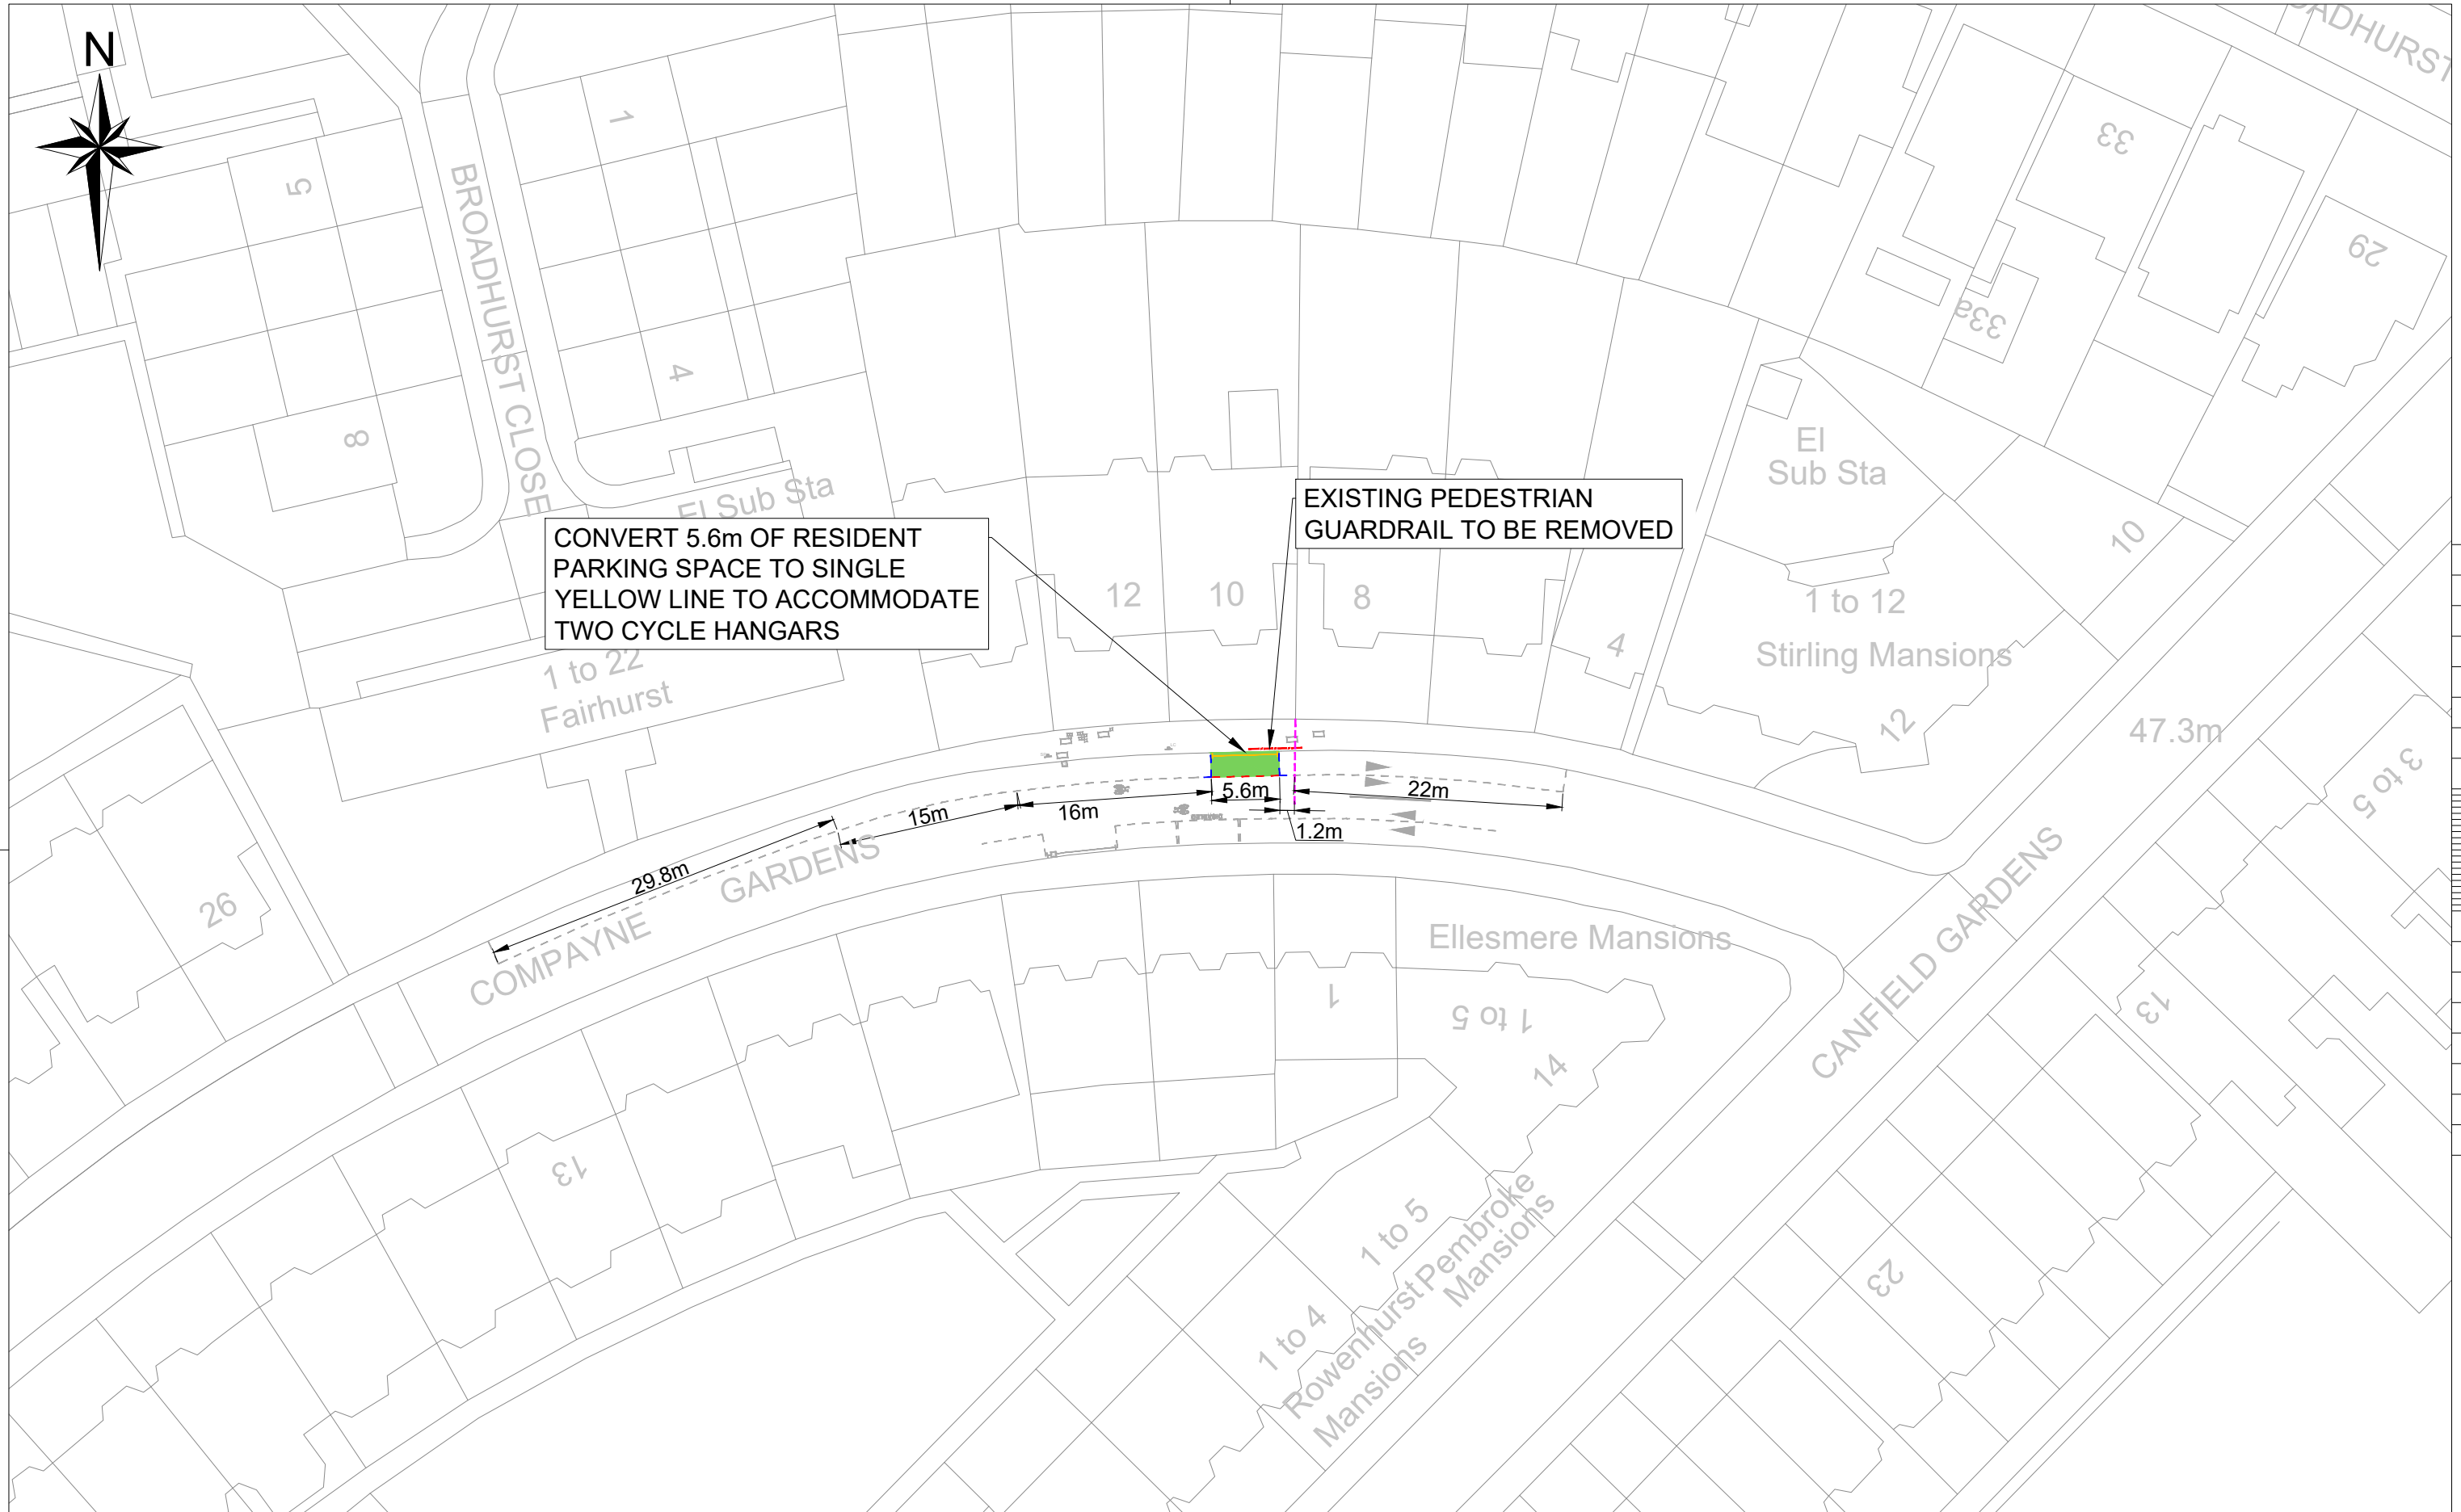 N
BROADHURST
1
5
33
29
BROADHURST CLOSE
33a
4
8
El
Sub Sta
El Sub Sta
EXISTING PEDESTRIAN
GUARDRAIL TO BE REMOVED
CONVERT 5.6m OF RESIDENT
PARKING SPACE TO SINGLE
YELLOW LINE TO ACCOMMODATE
TWO CYCLE HANGARS
10
12
10
8
1 to 12
4
Stirling Mansions
1 to 22
Fairhurst
12
47.3m
3 to 5
5.6m
22m
15m
16m
1.2m
29.8m
COMPAYNE GARDENS
26
Ellesmere Mansions
CANFIELD GARDENS
1
1 to 5
13
14
13
1 to 5
Pembroke
Mansions
23
1 to 4
Rowenhurst
Mansions